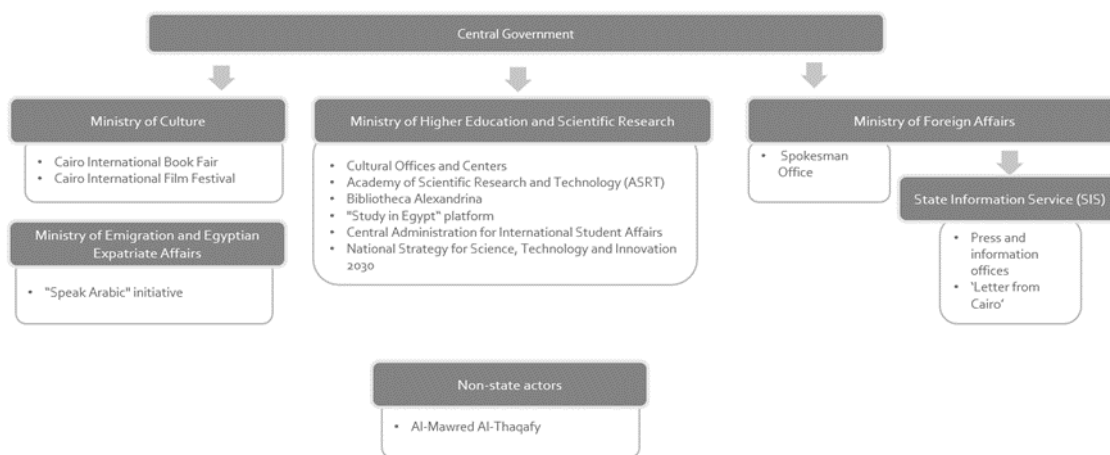 Central Government
Ministry of Culture
• Cairo International Book Fair
• Cairo International Film Festival
Ministry of Emigration and Egyptian
Expatriate Affairs
• "Speak Arabic" initiative
Ministry of Higher Education and Scientific Research
• Cultural Offices and Centers
• Academy of Scientific Research and Technology (ASRT)
• Bibliotheca Alexandrina
• "Study in Egypt" platform
• Central Administration for International Student Affairs
• National Strategy for Science, Technology and Innovation
2030
Ministry of Foreign Affairs
• Spokesman
Office
State Information Service (SIS)
• Press and
information
offices
• ‘Letter from
Cairo’
Non-state actors
• Al-Mawred Al-Thaqafy